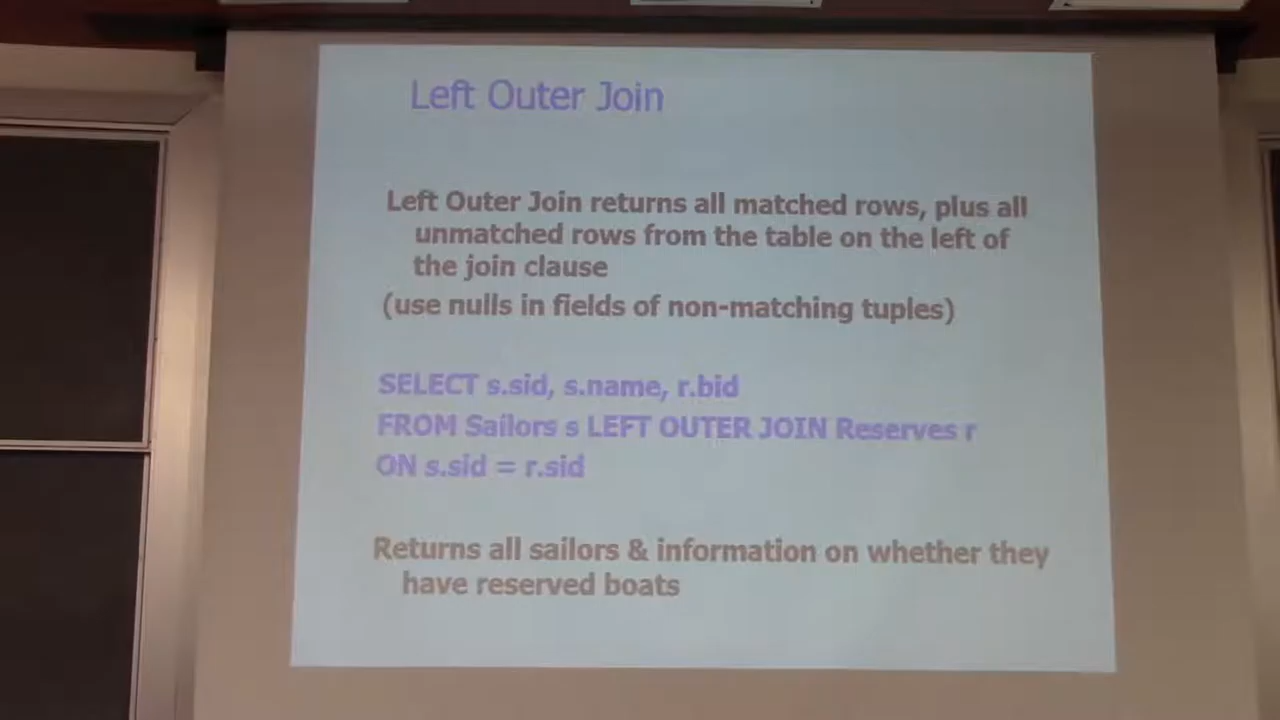 Left Outer Join
Left Outer Join returns all matched rows, plus all
unmatched rows from the table on the left of
the join clause
(use nulls in fields of non-matching tuples)
SELECT s.sid, s.name, r.bid
FROM Sailors s LEFT OUTER JOIN Reserves r
ON s.sid = r.sid
Returns all sailors & information on whether they
have reserved boats